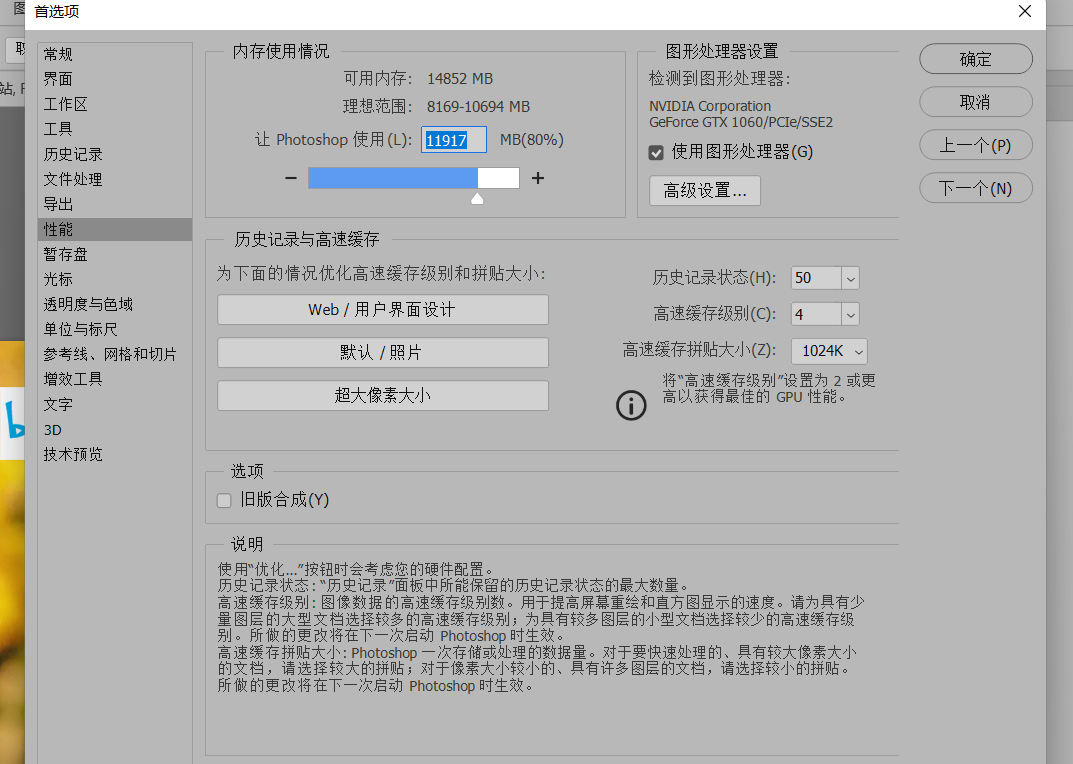 首选项
常规
界面
工作区
工具
历史记录
文件处理
导出
性能
暂存盘
光标
透明度与色域
单位与标尺
参考线、网格和切片
增效工具
文字
3D
技术预览
内存使用情况
可用内存: 14852 MB
理想范围: 8169-10694 MB
让 Photoshop 使用(L): 11917 MB(80%)
图形处理器设置
检测到图形处理器:
NVIDIA Corporation
GeForce GTX 1060/PCIe/SSE2
使用图形处理器(G)
高级设置...
确定
取消
上一个(P)
下一个(N)
历史记录与高速缓存
为下面的情况优化高速缓存级别和拼贴大小:
Web / 用户界面设计
默认 / 照片
超大像素大小
历史记录状态(H): 50
高速缓存级别(C): 4
高速缓存拼贴大小(Z): 1024K
将“高速缓存级别”设置为 2 或更
高以获得最佳的 GPU 性能。
选项
旧版合成(Y)
说明
使用“优化...”按钮时会考虑您的硬件配置。
历史记录状态: “历史记录”面板中所能保留的历史记录状态的最大数量。
高速缓存级别: 图像数据的高速缓存级别数。用于提高屏幕重绘和直方图显示的速度。请为具有少
量图层的大型文档选择较多的高速缓存级别；为具有较多图层的小型文档选择较少的高速缓存级
别。所做的更改将在下一次启动 Photoshop 时生效。
高速缓存拼贴大小: Photoshop 一次存储或处理的数据量。对于要快速处理的、具有较大像素大小
的文档，请选择较大的拼贴；对于像素大小较小的、具有许多图层的文档，请选择较小的拼贴。
所做的更改将在下一次启动 Photoshop 时生效。